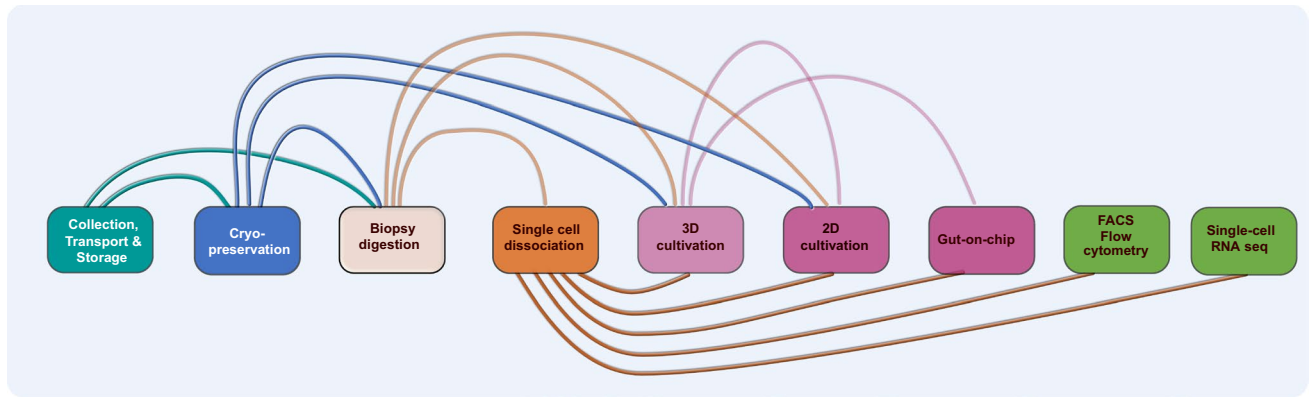 Collection,
Transport &
Storage
Cryo-
preservation
Biopsy
digestion
Single cell
dissociation
3D
cultivation
2D
cultivation
Gut-on-chip
FACS
Flow
cytometry
Single-cell
RNA seq